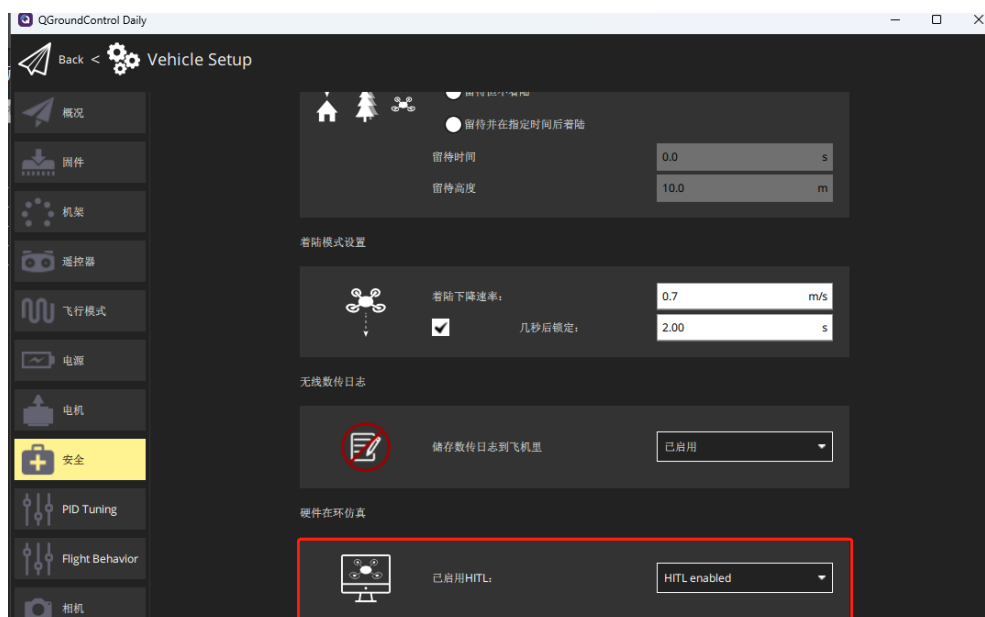 QGroundControl Daily
Back < Vehicle Setup
概况
固件
机架
遥控器
飞行模式
电源
电机
安全
PID Tuning
Flight Behavior
相机
留待并在指定时间后着陆
留待时间 0.0 s
留待高度 10.0 m
着陆模式设置
着陆下降速率: 0.7 m/s
几秒后锁定: 2.00 s
无线数传日志
储存数传日志到飞机里 已启用
硬件在环仿真
已启用HITL: HITL enabled